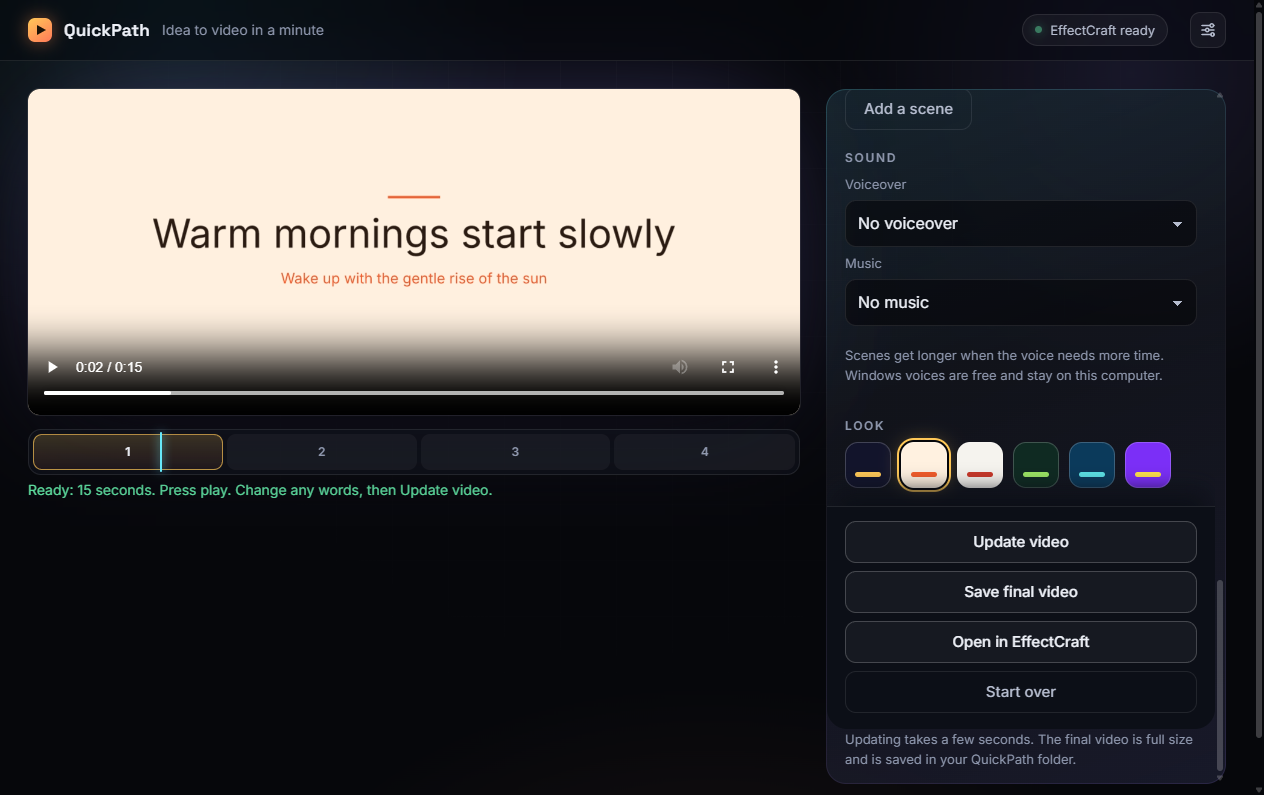 QuickPath
Idea to video in a minute
EffectCraft ready
Warm mornings start slowly
Wake up with the gentle rise of the sun
0:02 / 0:15
1
2
3
4
Ready: 15 seconds. Press play. Change any words, then Update video.
Add a scene
SOUND
Voiceover
No voiceover
Music
No music
Scenes get longer when the voice needs more time.
Windows voices are free and stay on this computer.
LOOK
Update video
Save final video
Open in EffectCraft
Start over
Updating takes a few seconds. The final video is full size
and is saved in your QuickPath folder.